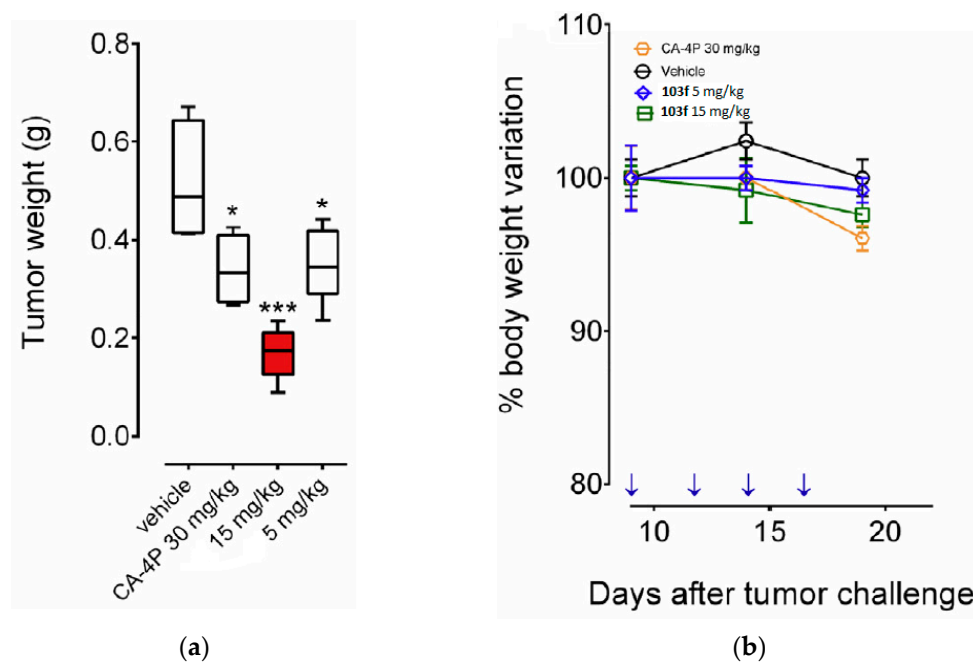 0.8
0.6
0.4
0.2
0.0
Tumor weight (g)
*
***
*
vehicle
CA-4P 30 mg/kg
15 mg/kg
5 mg/kg
(a)
110
100
90
80
% body weight variation
CA-4P 30 mg/kg
Vehicle
103f 5 mg/kg
103f 15 mg/kg
↓ ↓ ↓ ↓
10 15 20
Days after tumor challenge
(b)